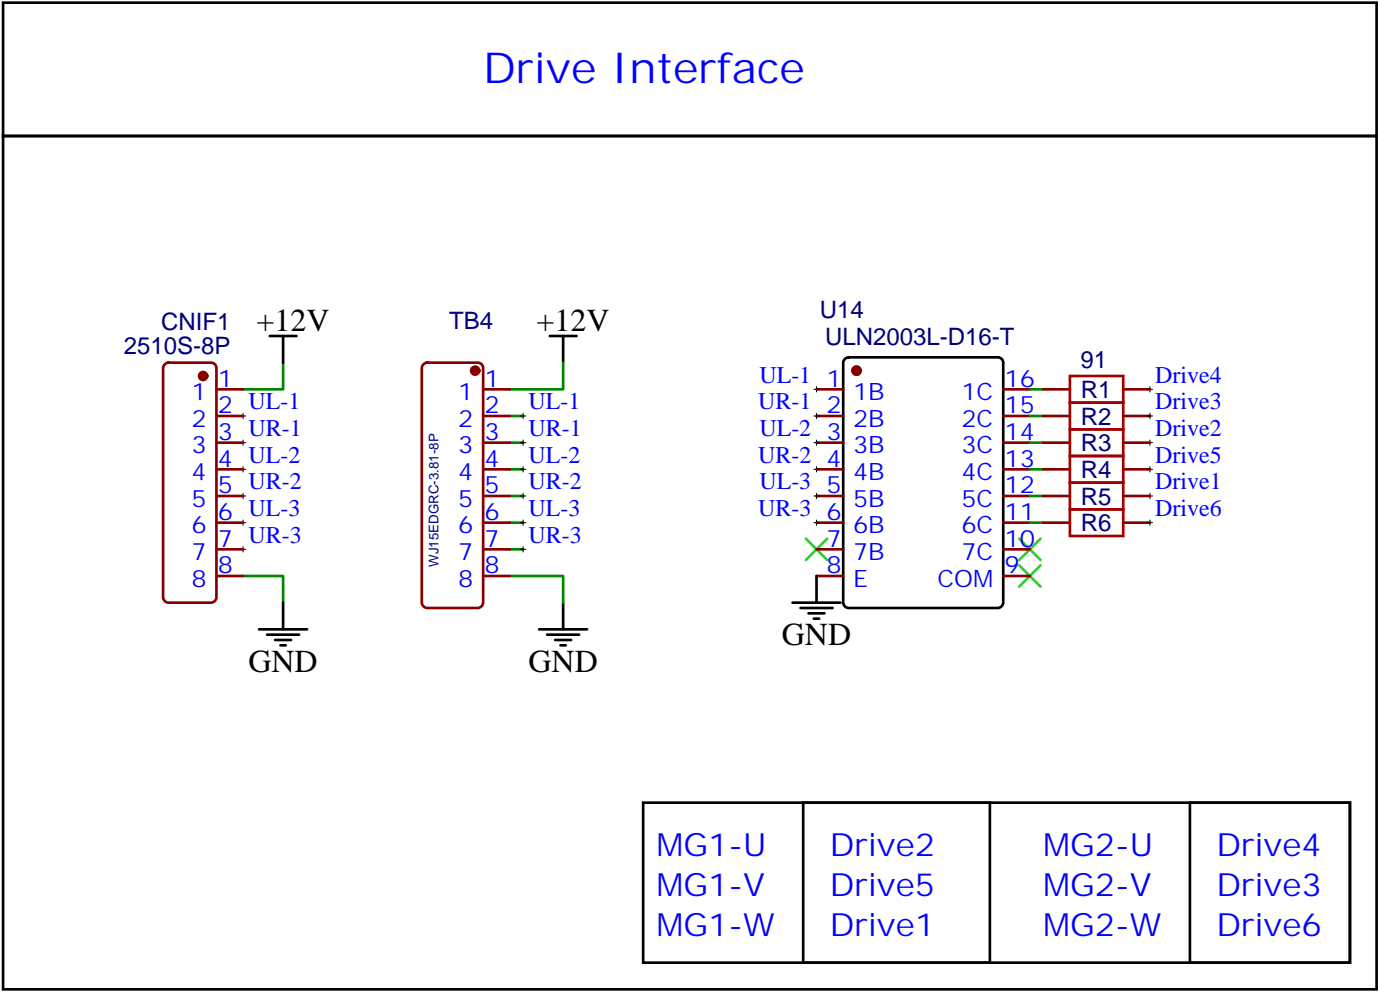 Drive Interface
CNIF1
2510S-8P
+12V
1 1
2 2 UL-1
3 3 UR-1
4 4 UL-2
5 5 UR-2
6 6 UL-3
7 7 UR-3
8 8
GND
TB4
WJ15EDGRC-3.81-8P
+12V
1 1
2 2 UL-1
3 3 UR-1
4 4 UL-2
5 5 UR-2
6 6 UL-3
7 7 UR-3
8 8
GND
U14
ULN2003L-D16-T
91
UL-1 1 1B 1C 16 R1 Drive4
UR-1 2 2B 2C 15 R2 Drive3
UL-2 3 3B 3C 14 R3 Drive2
UR-2 4 4B 4C 13 R4 Drive5
UL-3 5 5B 5C 12 R5 Drive1
UR-3 6 6B 6C 11 R6 Drive6
7 7B 7C 10
8 E COM 9
GND
MG1-U Drive2 MG2-U Drive4
MG1-V Drive5 MG2-V Drive3
MG1-W Drive1 MG2-W Drive6